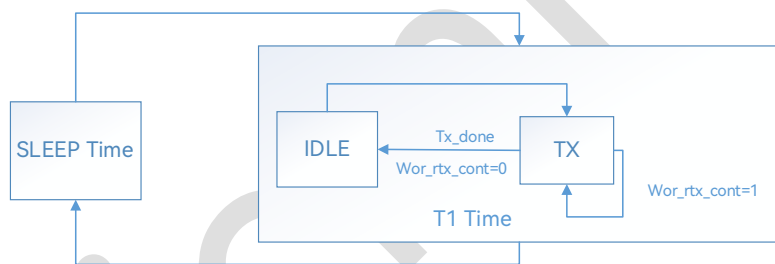 SLEEP Time
IDLE
Tx_done
Wor_rtx_cont=0
TX
Wor_rtx_cont=1
T1 Time